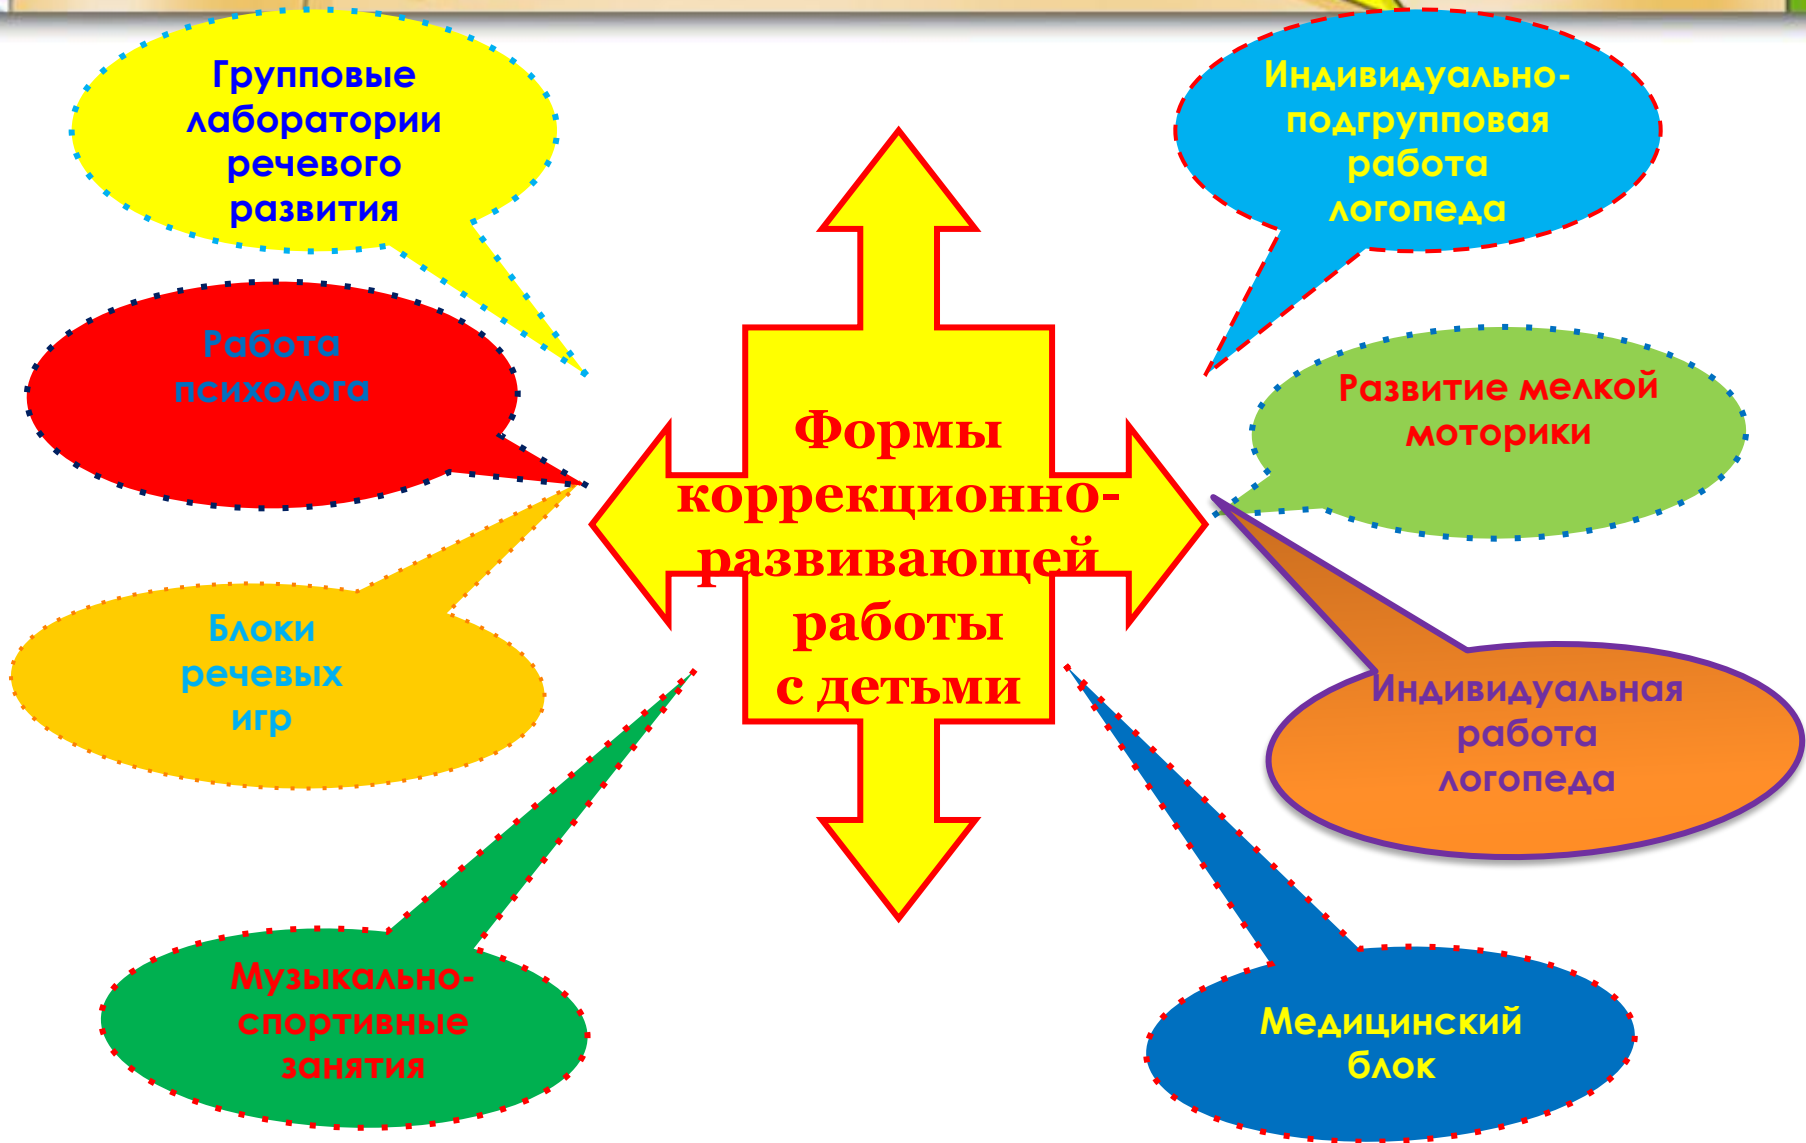 Групповые
лаборатории
речевого
развития
Индивидуально-
подгрупповая
работа
логопеда
Работа
психолога
Развитие мелкой
моторики
Формы
коррекционно-
развивающей
работы
с детьми
Блоки
речевых
игр
Индивидуальная
работа
логопеда
Музыкально-
спортивные
занятия
Медицинский
блок